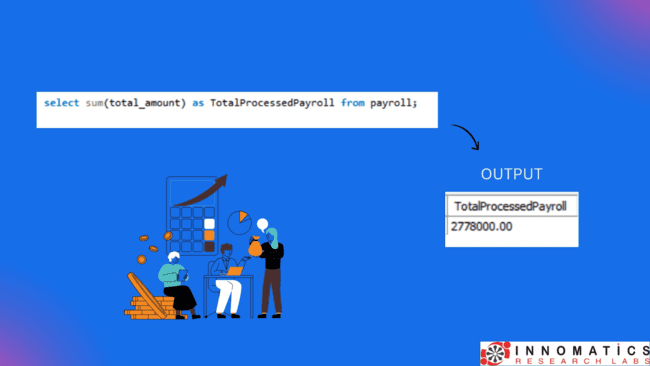 select sum(total_amount) as TotalProcessedPayroll from payroll;
OUTPUT
TotalProcessedPayroll
2778000.00
INNOMATICS
RESEARCH LABS